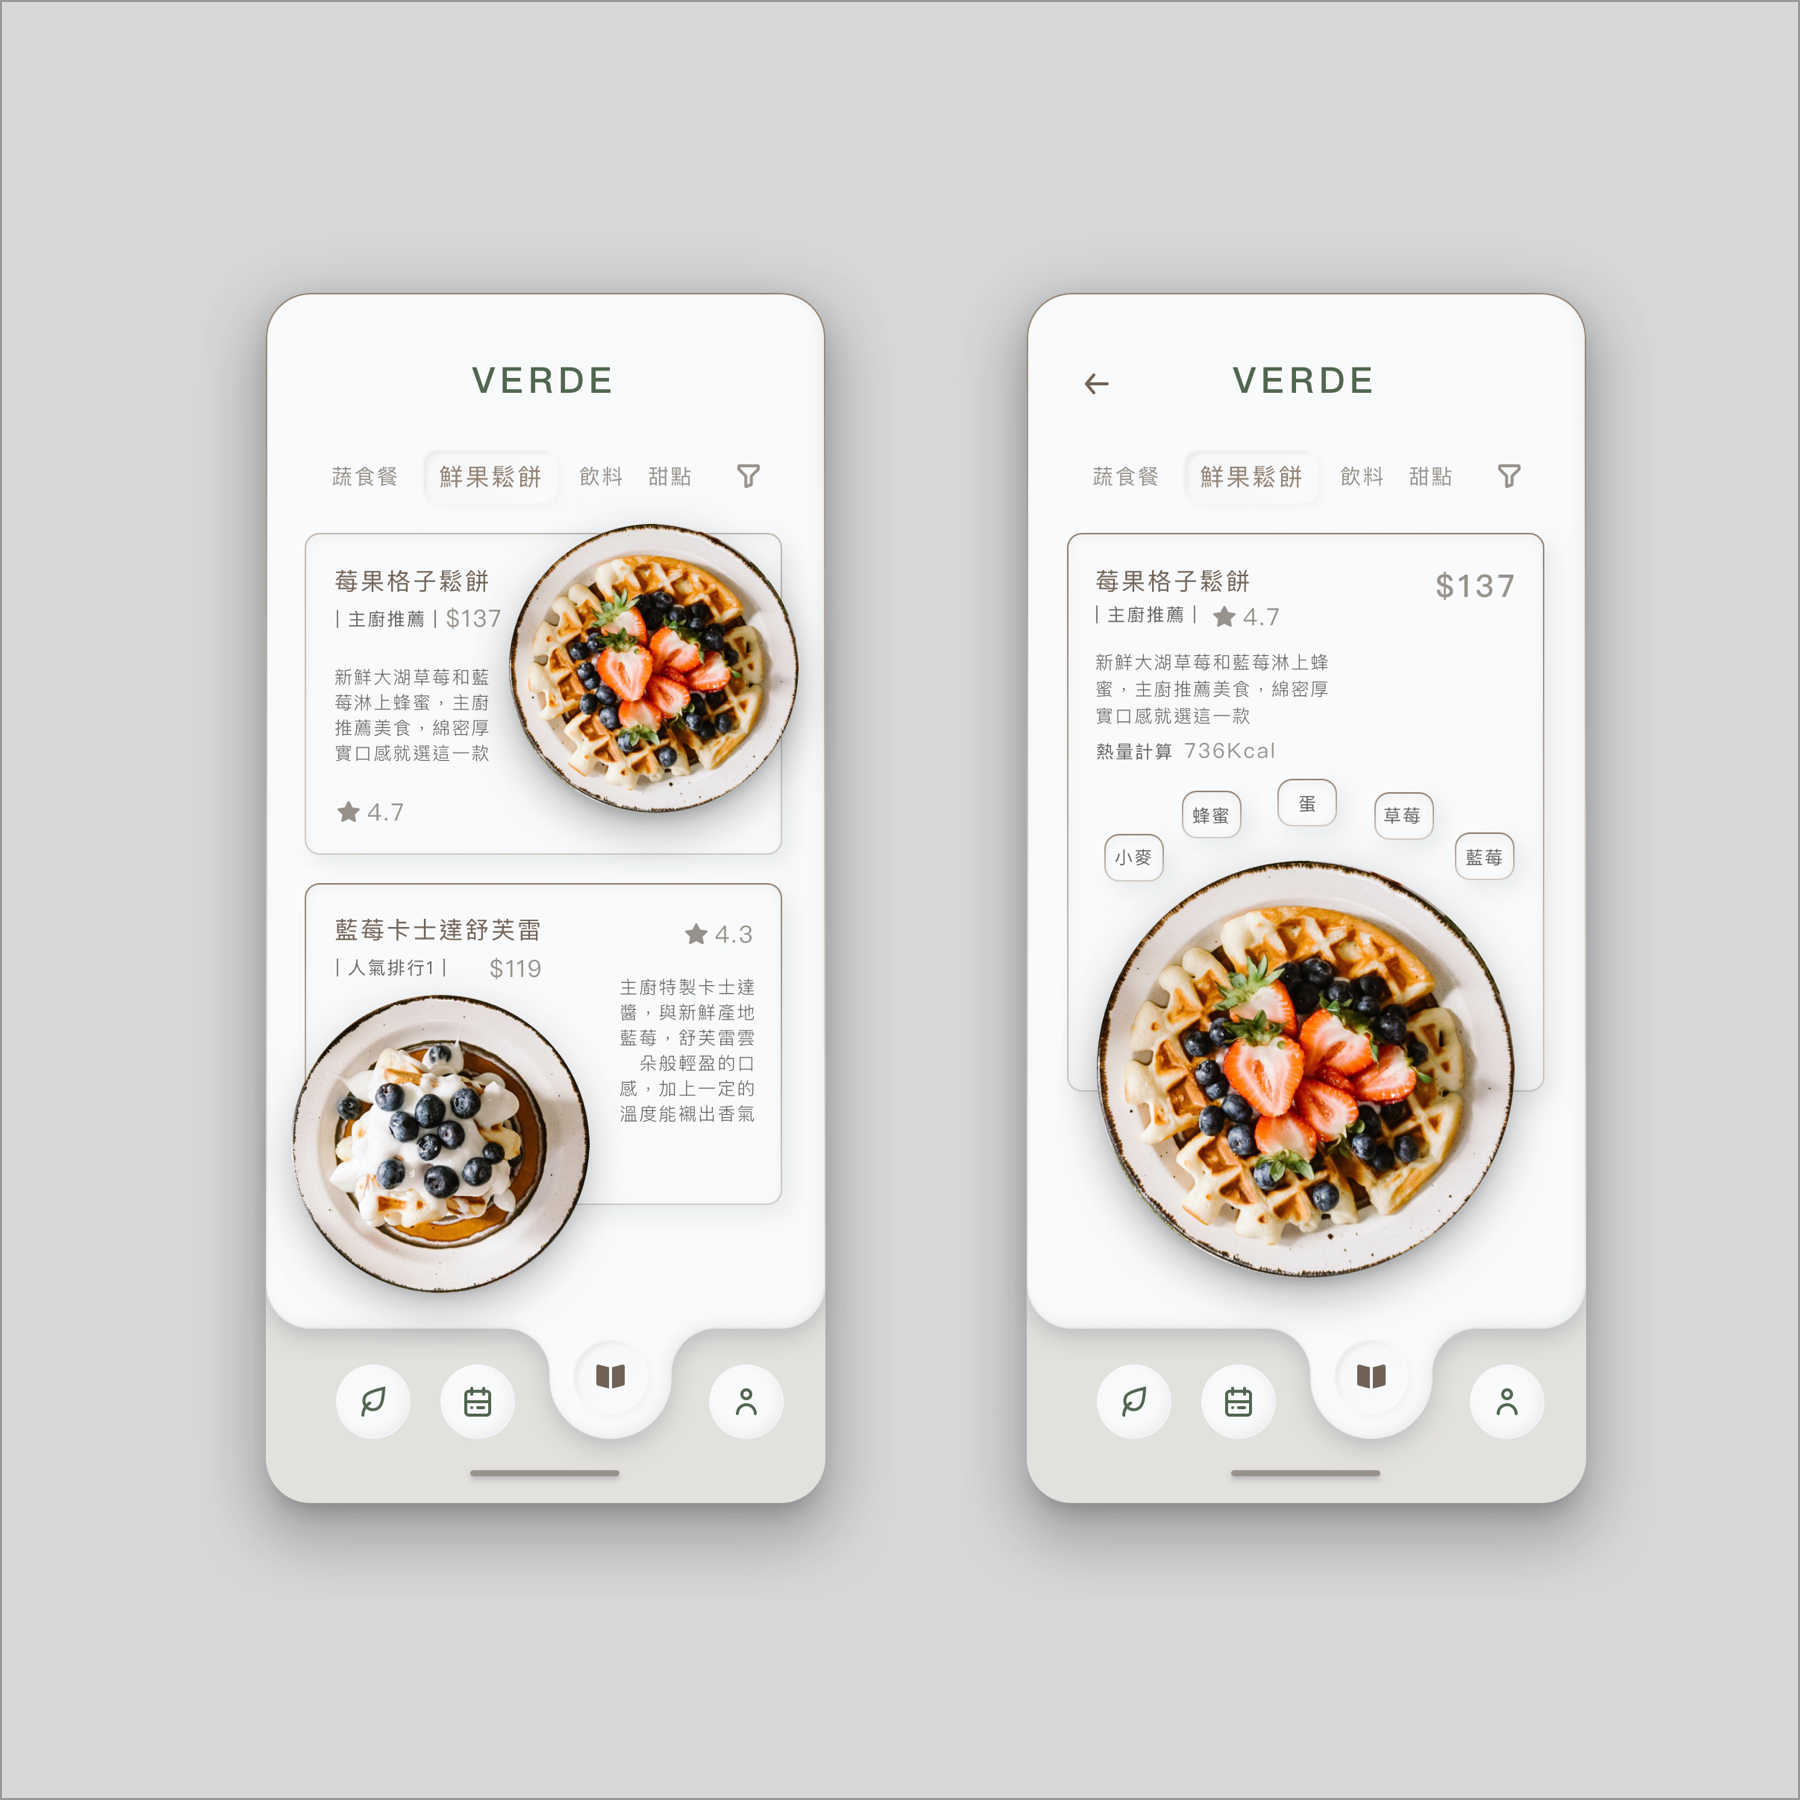 VERDE
蔬食餐 鮮果鬆餅 飲料 甜點
莓果格子鬆餅
| 主廚推薦 | $137
新鮮大湖草莓和藍
莓淋上蜂蜜，主廚
推薦美食，綿密厚
實口感就選這一款
4.7
藍莓卡士達舒芙雷
4.3
| 人氣排行1 | $119
主廚特製卡士達
醬，與新鮮產地
藍莓，舒芙雷雲
朵般輕盈的口
感，加上一定的
溫度能襯出香氣
VERDE
蔬食餐 鮮果鬆餅 飲料 甜點
莓果格子鬆餅
$137
| 主廚推薦 | 4.7
新鮮大湖草莓和藍莓淋上蜂
蜜，主廚推薦美食，綿密厚
實口感就選這一款
熱量計算 736Kcal
小麥
蜂蜜
蛋
草莓
藍莓